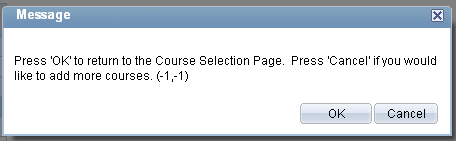 Message
Press 'OK' to return to the Course Selection Page.  Press 'Cancel' if you would
like to add more courses. (-1,-1)
OK
Cancel